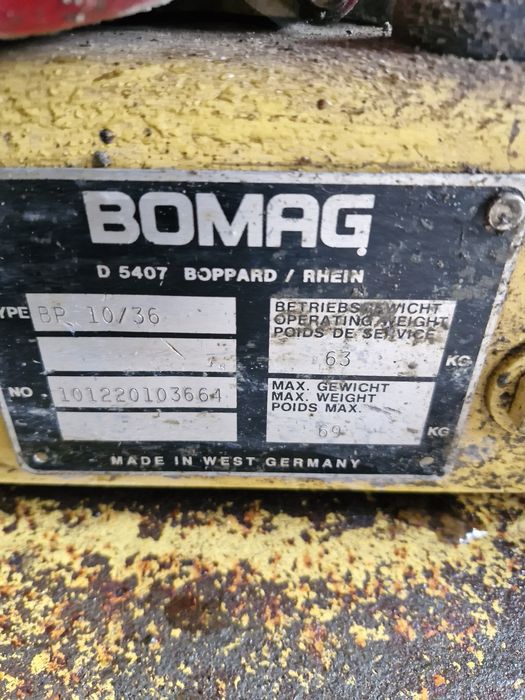 BOMAG
D 5407 BOPPARD / RHEIN
YPE BP 10/36
BETRIEBSGEWICHT
OPERATING WEIGHT
POIDS DE SERVICE
63 KG
NO 101220103664
MAX. GEWICHT
MAX. WEIGHT
POIDS MAX.
69 KG
MADE IN WEST GERMANY